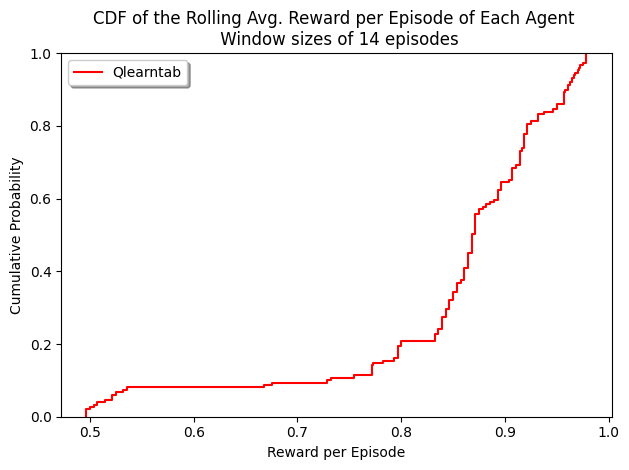 CDF of the Rolling Avg. Reward per Episode of Each Agent
Window sizes of 14 episodes
Qlearntab
Cumulative Probability
1.0
0.8
0.6
0.4
0.2
0.0
0.5 0.6 0.7 0.8 0.9 1.0
Reward per Episode